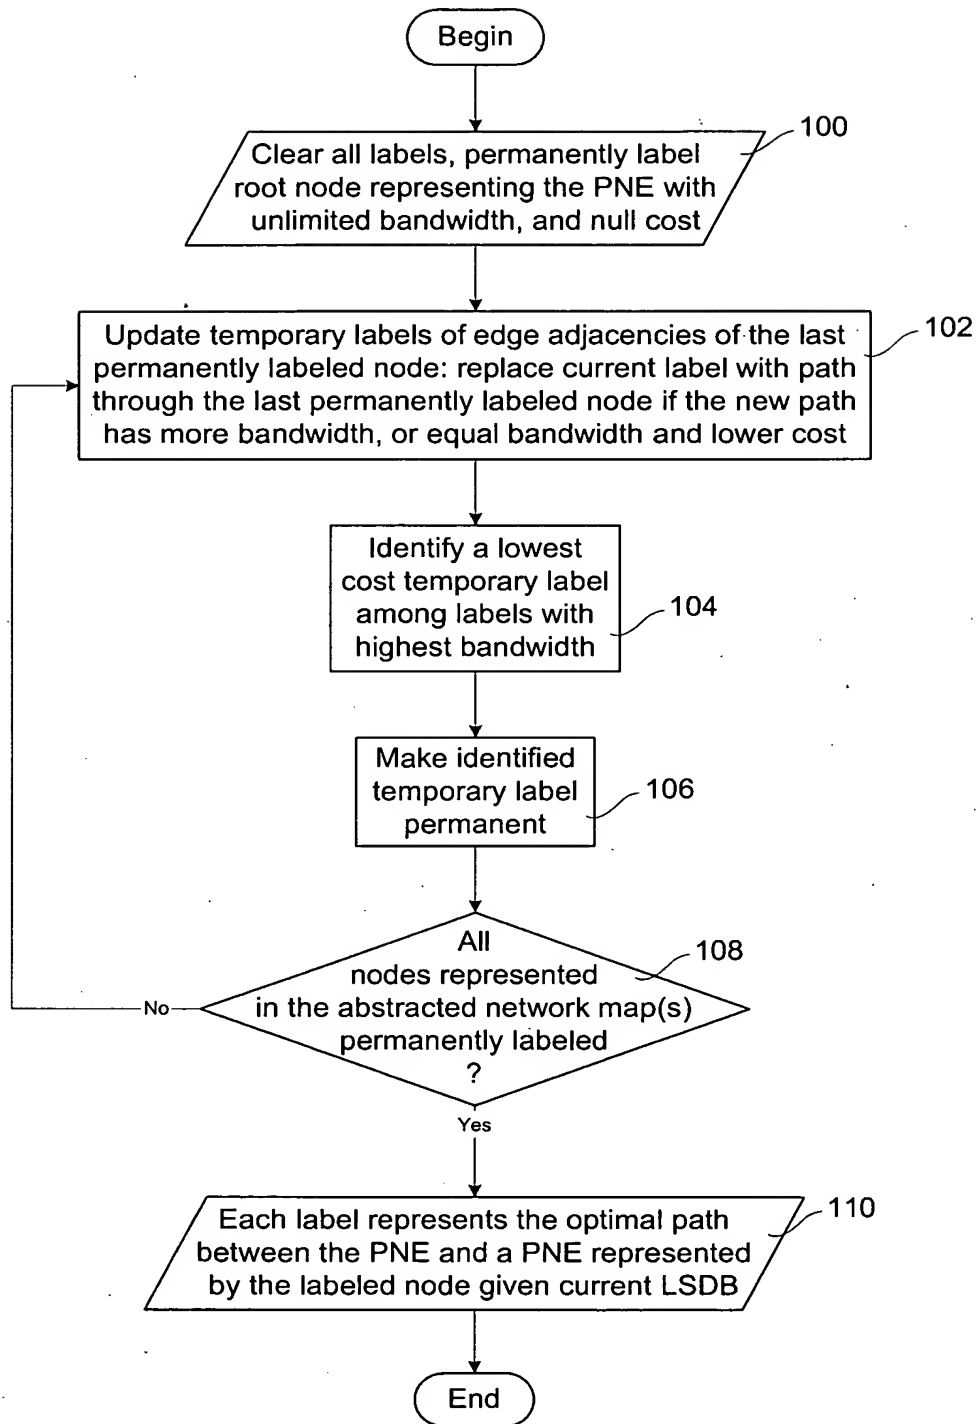 Begin
100
Clear all labels, permanently label
root node representing the PNE with
unlimited bandwidth, and null cost
102
Update temporary labels of edge adjacencies of the last
permanently labeled node: replace current label with path
through the last permanently labeled node if the new path
has more bandwidth, or equal bandwidth and lower cost
Identify a lowest
cost temporary label
among labels with
highest bandwidth
104
Make identified
temporary label
permanent
106
All
nodes represented
in the abstracted network map(s)
permanently labeled
?
108
No
Yes
Each label represents the optimal path
between the PNE and a PNE represented
by the labeled node given current LSDB
110
End